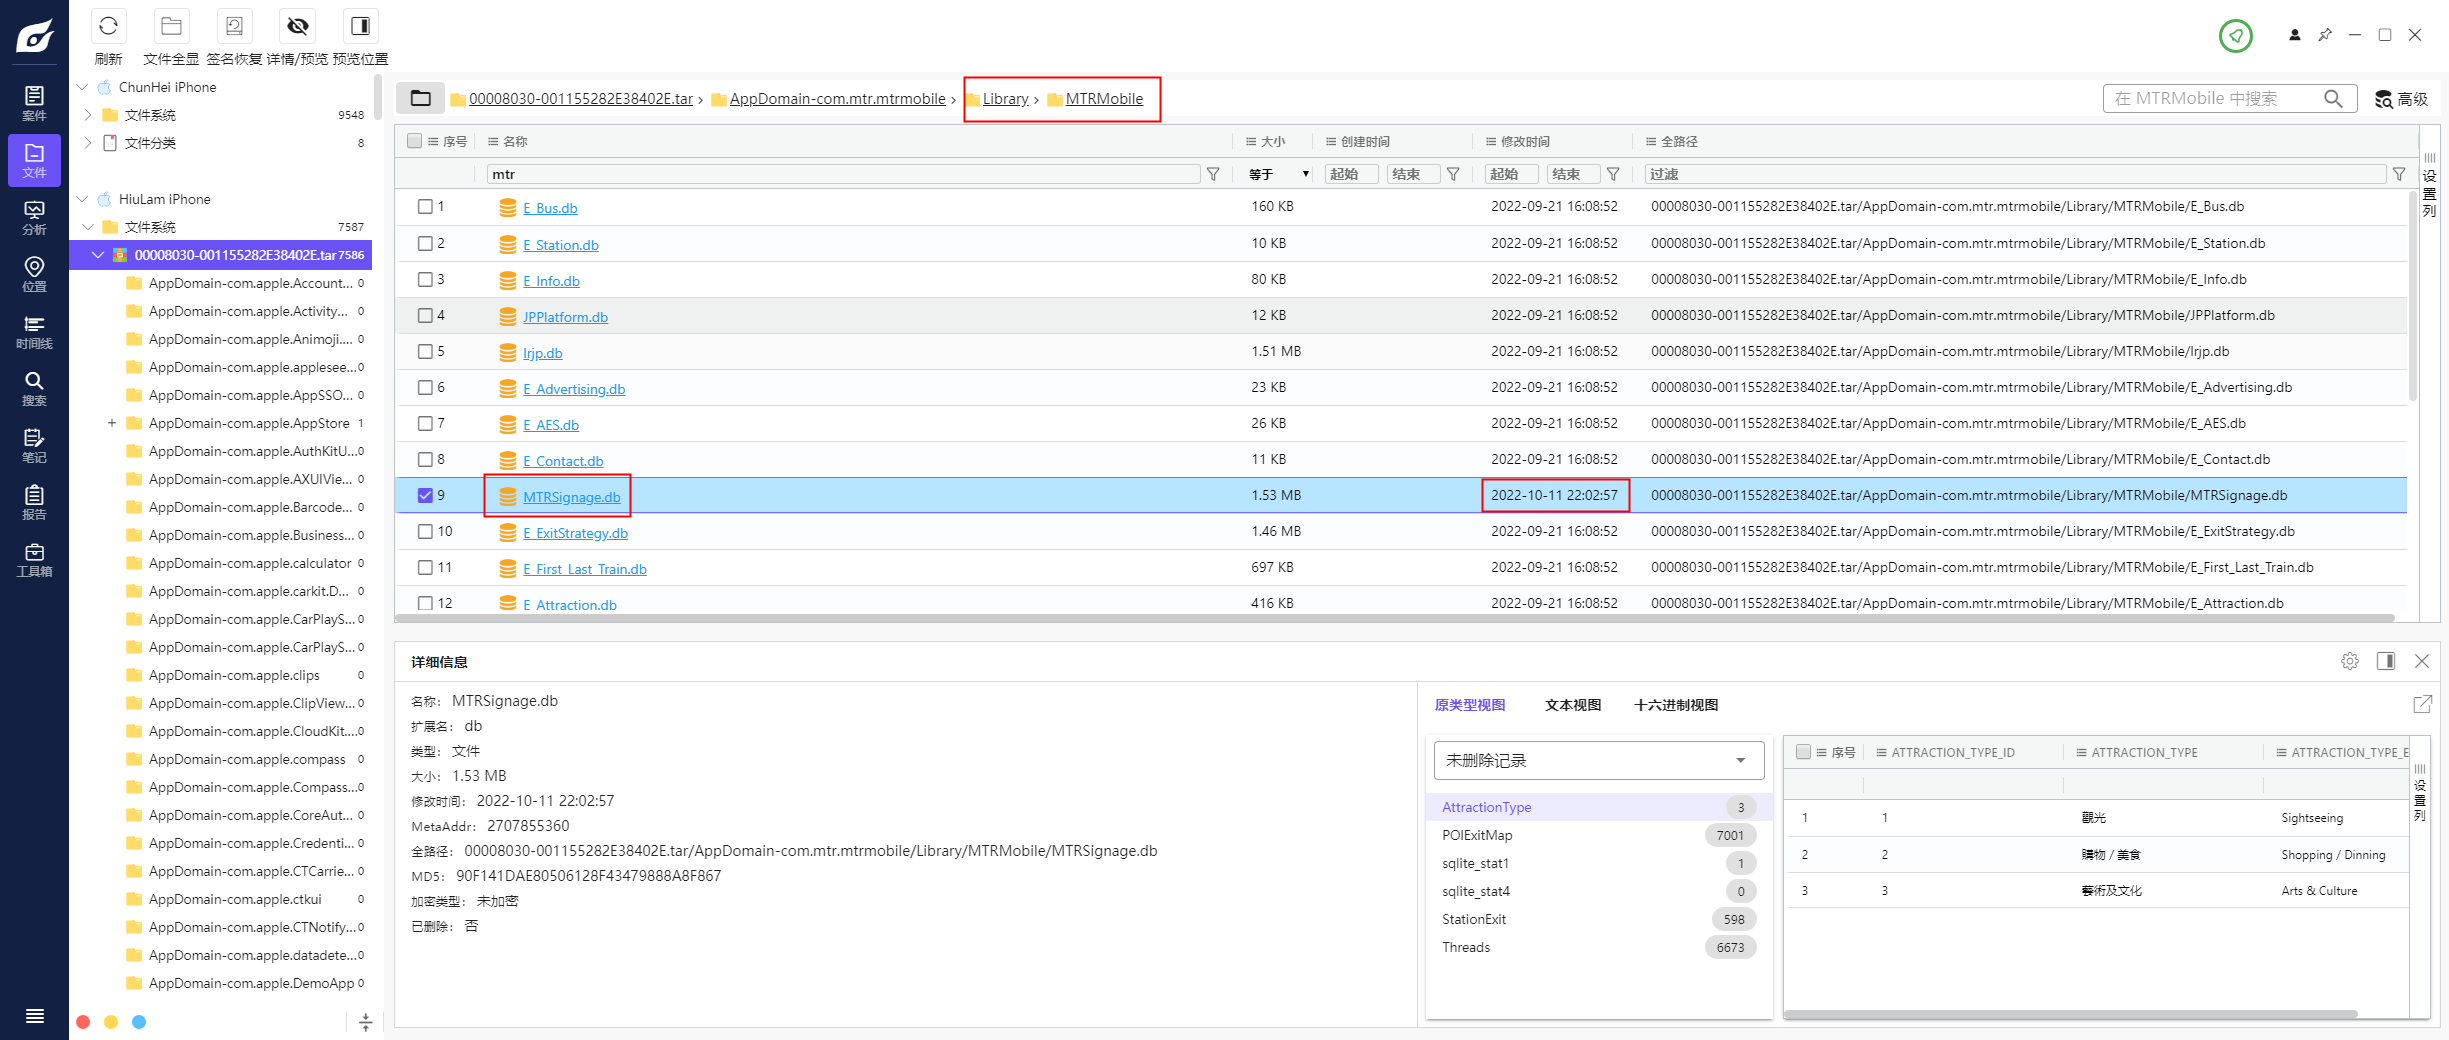 刷新
文件全显
签名恢复
详情/预览
预览位置
案件
文件
分析
位置
时间线
搜索
笔记
报告
工具箱
ChunHei iPhone
文件系统 9548
文件分类 8
HiuLam iPhone
文件系统 7587
00008030-001155282E38402E.tar 7586
AppDomain-com.apple.Account... 0
AppDomain-com.apple.Activity... 0
AppDomain-com.apple.Animoji.... 0
AppDomain-com.apple.applesee... 0
AppDomain-com.apple.AppSSO... 0
+ AppDomain-com.apple.AppStore 1
AppDomain-com.apple.AuthKitU... 0
AppDomain-com.apple.AXUIVie... 0
AppDomain-com.apple.Barcode... 0
AppDomain-com.apple.Business... 0
AppDomain-com.apple.calculator 0
AppDomain-com.apple.carkit.D... 0
AppDomain-com.apple.CarPlayS... 0
AppDomain-com.apple.CarPlayS... 0
AppDomain-com.apple.clips 0
AppDomain-com.apple.ClipView... 0
AppDomain-com.apple.CloudKit.... 0
AppDomain-com.apple.compass 0
AppDomain-com.apple.Compass... 0
AppDomain-com.apple.CoreAut... 0
AppDomain-com.apple.Credenti... 0
AppDomain-com.apple.CTCarrie... 0
AppDomain-com.apple.ctkui 0
AppDomain-com.apple.CTNotify... 0
AppDomain-com.apple.datadete... 0
AppDomain-com.apple.DemoApp 0
00008030-001155282E38402E.tar › AppDomain-com.mtr.mtrmobile › Library › MTRMobile
在 MTRMobile 中搜索
高级
序号 名称 大小 创建时间 修改时间 全路径
mtr 等于 起始 结束 起始 结束 过滤
1 E_Bus.db 160 KB 2022-09-21 16:08:52 00008030-001155282E38402E.tar/AppDomain-com.mtr.mtrmobile/Library/MTRMobile/E_Bus.db
2 E_Station.db 10 KB 2022-09-21 16:08:52 00008030-001155282E38402E.tar/AppDomain-com.mtr.mtrmobile/Library/MTRMobile/E_Station.db
3 E_Info.db 80 KB 2022-09-21 16:08:52 00008030-001155282E38402E.tar/AppDomain-com.mtr.mtrmobile/Library/MTRMobile/E_Info.db
4 JPPlatform.db 12 KB 2022-09-21 16:08:52 00008030-001155282E38402E.tar/AppDomain-com.mtr.mtrmobile/Library/MTRMobile/JPPlatform.db
5 lrjp.db 1.51 MB 2022-09-21 16:08:52 00008030-001155282E38402E.tar/AppDomain-com.mtr.mtrmobile/Library/MTRMobile/lrjp.db
6 E_Advertising.db 23 KB 2022-09-21 16:08:52 00008030-001155282E38402E.tar/AppDomain-com.mtr.mtrmobile/Library/MTRMobile/E_Advertising.db
7 E_AES.db 26 KB 2022-09-21 16:08:52 00008030-001155282E38402E.tar/AppDomain-com.mtr.mtrmobile/Library/MTRMobile/E_AES.db
8 E_Contact.db 11 KB 2022-09-21 16:08:52 00008030-001155282E38402E.tar/AppDomain-com.mtr.mtrmobile/Library/MTRMobile/E_Contact.db
9 MTRSignage.db 1.53 MB 2022-10-11 22:02:57 00008030-001155282E38402E.tar/AppDomain-com.mtr.mtrmobile/Library/MTRMobile/MTRSignage.db
10 E_ExitStrategy.db 1.46 MB 2022-09-21 16:08:52 00008030-001155282E38402E.tar/AppDomain-com.mtr.mtrmobile/Library/MTRMobile/E_ExitStrategy.db
11 E_First_Last_Train.db 697 KB 2022-09-21 16:08:52 00008030-001155282E38402E.tar/AppDomain-com.mtr.mtrmobile/Library/MTRMobile/E_First_Last_Train.db
12 E_Attraction.db 416 KB 2022-09-21 16:08:52 00008030-001155282E38402E.tar/AppDomain-com.mtr.mtrmobile/Library/MTRMobile/E_Attraction.db
设置列
详细信息
名称: MTRSignage.db
扩展名: db
类型: 文件
大小: 1.53 MB
修改时间: 2022-10-11 22:02:57
MetaAddr: 2707855360
全路径: 00008030-001155282E38402E.tar/AppDomain-com.mtr.mtrmobile/Library/MTRMobile/MTRSignage.db
MD5: 90F141DAE80506128F43479888A8F867
加密类型: 未加密
已删除: 否
原类型视图 文本视图 十六进制视图
未删除记录
AttractionType 3
POIExitMap 7001
sqlite_stat1 1
sqlite_stat4 0
StationExit 598
Threads 6673
序号 ATTRACTION_TYPE_ID ATTRACTION_TYPE ATTRACTION_TYPE_E
1 1 觀光 Sightseeing
2 2 購物 / 美食 Shopping / Dinning
3 3 藝術及文化 Arts & Culture
设置列